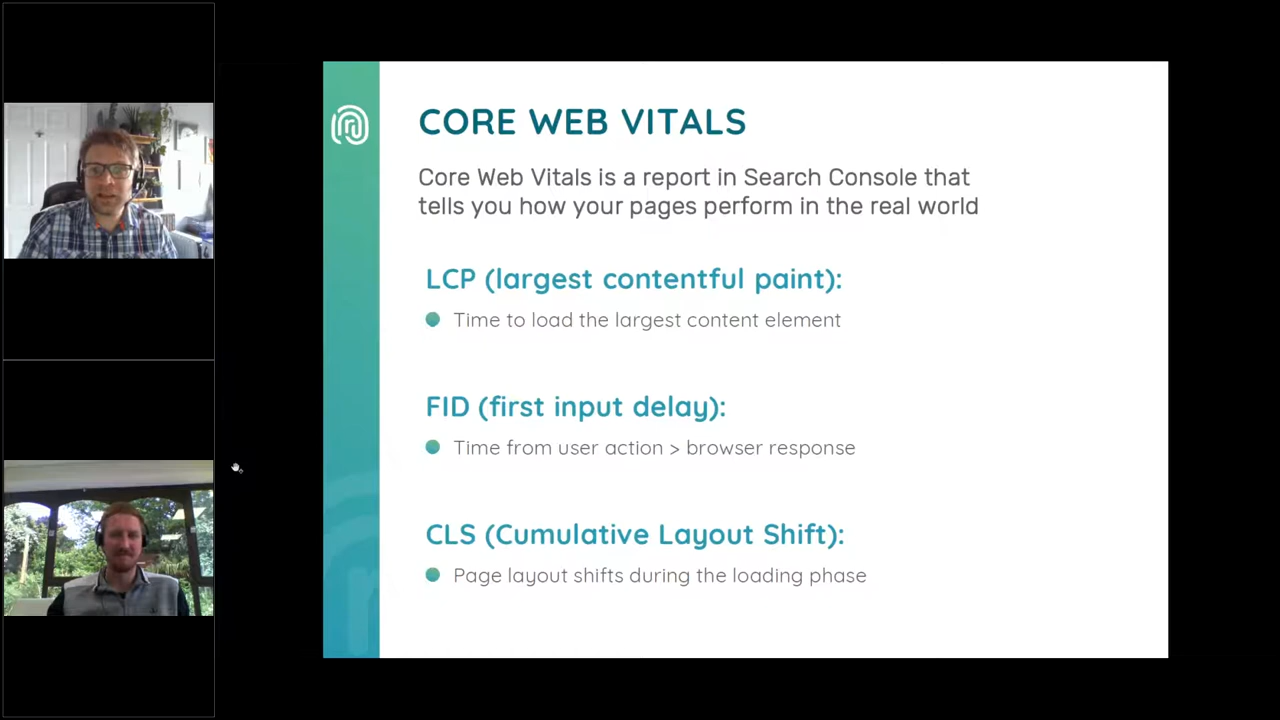 CORE WEB VITALS
Core Web Vitals is a report in Search Console that
tells you how your pages perform in the real world
LCP (largest contentful paint):
Time to load the largest content element
FID (first input delay):
Time from user action > browser response
CLS (Cumulative Layout Shift):
Page layout shifts during the loading phase